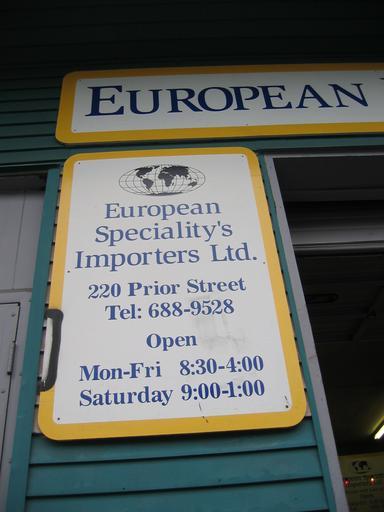 EUROPEAN
European
Speciality's
Importers Ltd.
220 Prior Street
Tel: 688-9528
Open
Mon-Fri 8:30-4:00
Saturday 9:00-1:00